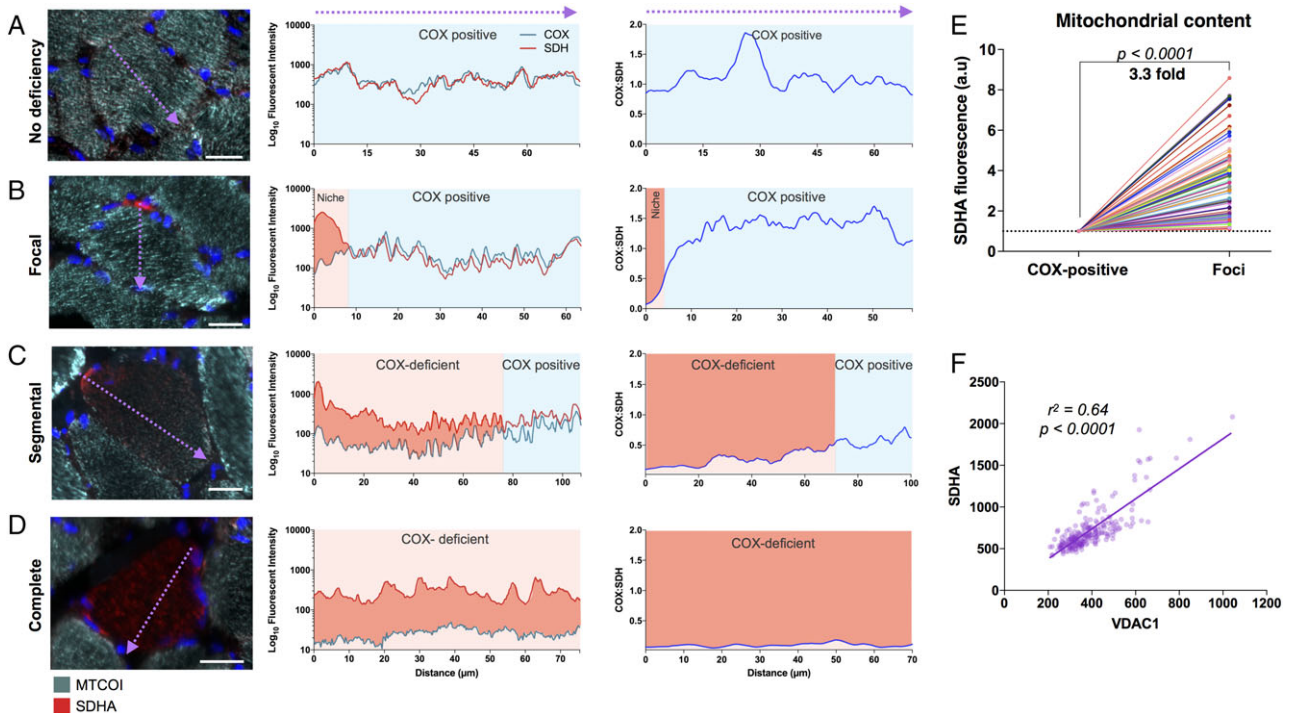 A
No deficiency
Log10 Fluorescent Intensity
10000
1000
100
10
COX positive
COX
SDH
0 15 29 45 60
COX:SDH
2.0
1.5
1.0
0.5
0.0
COX positive
0 15 29 45 60
B
Focal
Log10 Fluorescent Intensity
10000
1000
100
10
Niche
COX positive
0 10 20 30 40 50 60
COX:SDH
2.0
1.5
1.0
0.5
0.0
Niche
COX positive
0 10 20 30 40 50
C
Segmental
Log10 Fluorescent Intensity
10000
1000
100
10
COX-deficient
COX positive
0 20 40 60 80 100
COX:SDH
2.0
1.5
1.0
0.5
0.0
COX-deficient
COX positive
0 20 40 60 80 100
D
Complete
Log10 Fluorescent Intensity
10000
1000
100
10
COX- deficient
0 10 20 30 40 50 60 70
Distance (µm)
COX:SDH
2.0
1.5
1.0
0.5
0.0
COX-deficient
0 10 20 30 40 50 60 70
Distance (µm)
MTCOI
SDHA
E
Mitochondrial content
p < 0.0001
3.3 fold
SDHA fluorescence (a.u)
10
8
6
4
2
0
COX-positive Foci
F
r2 = 0.64
p < 0.0001
SDHA
2500
2000
1500
1000
500
0
0 200 400 600 800 1000 1200
VDAC1